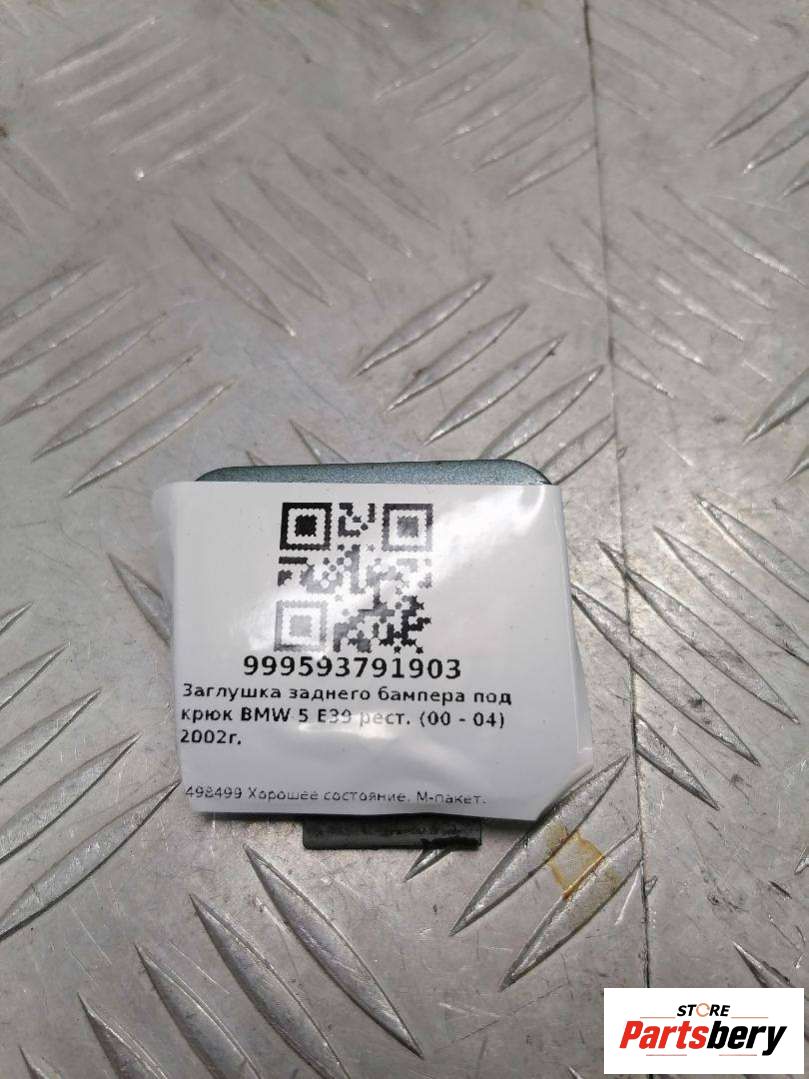 999593791903
Заглушка заднего бампера под
крюк BMW 5 E39 рест. (00 - 04)
2002г.
498499 Хорошее состояние. М-пакет.
STORE
Partsbery